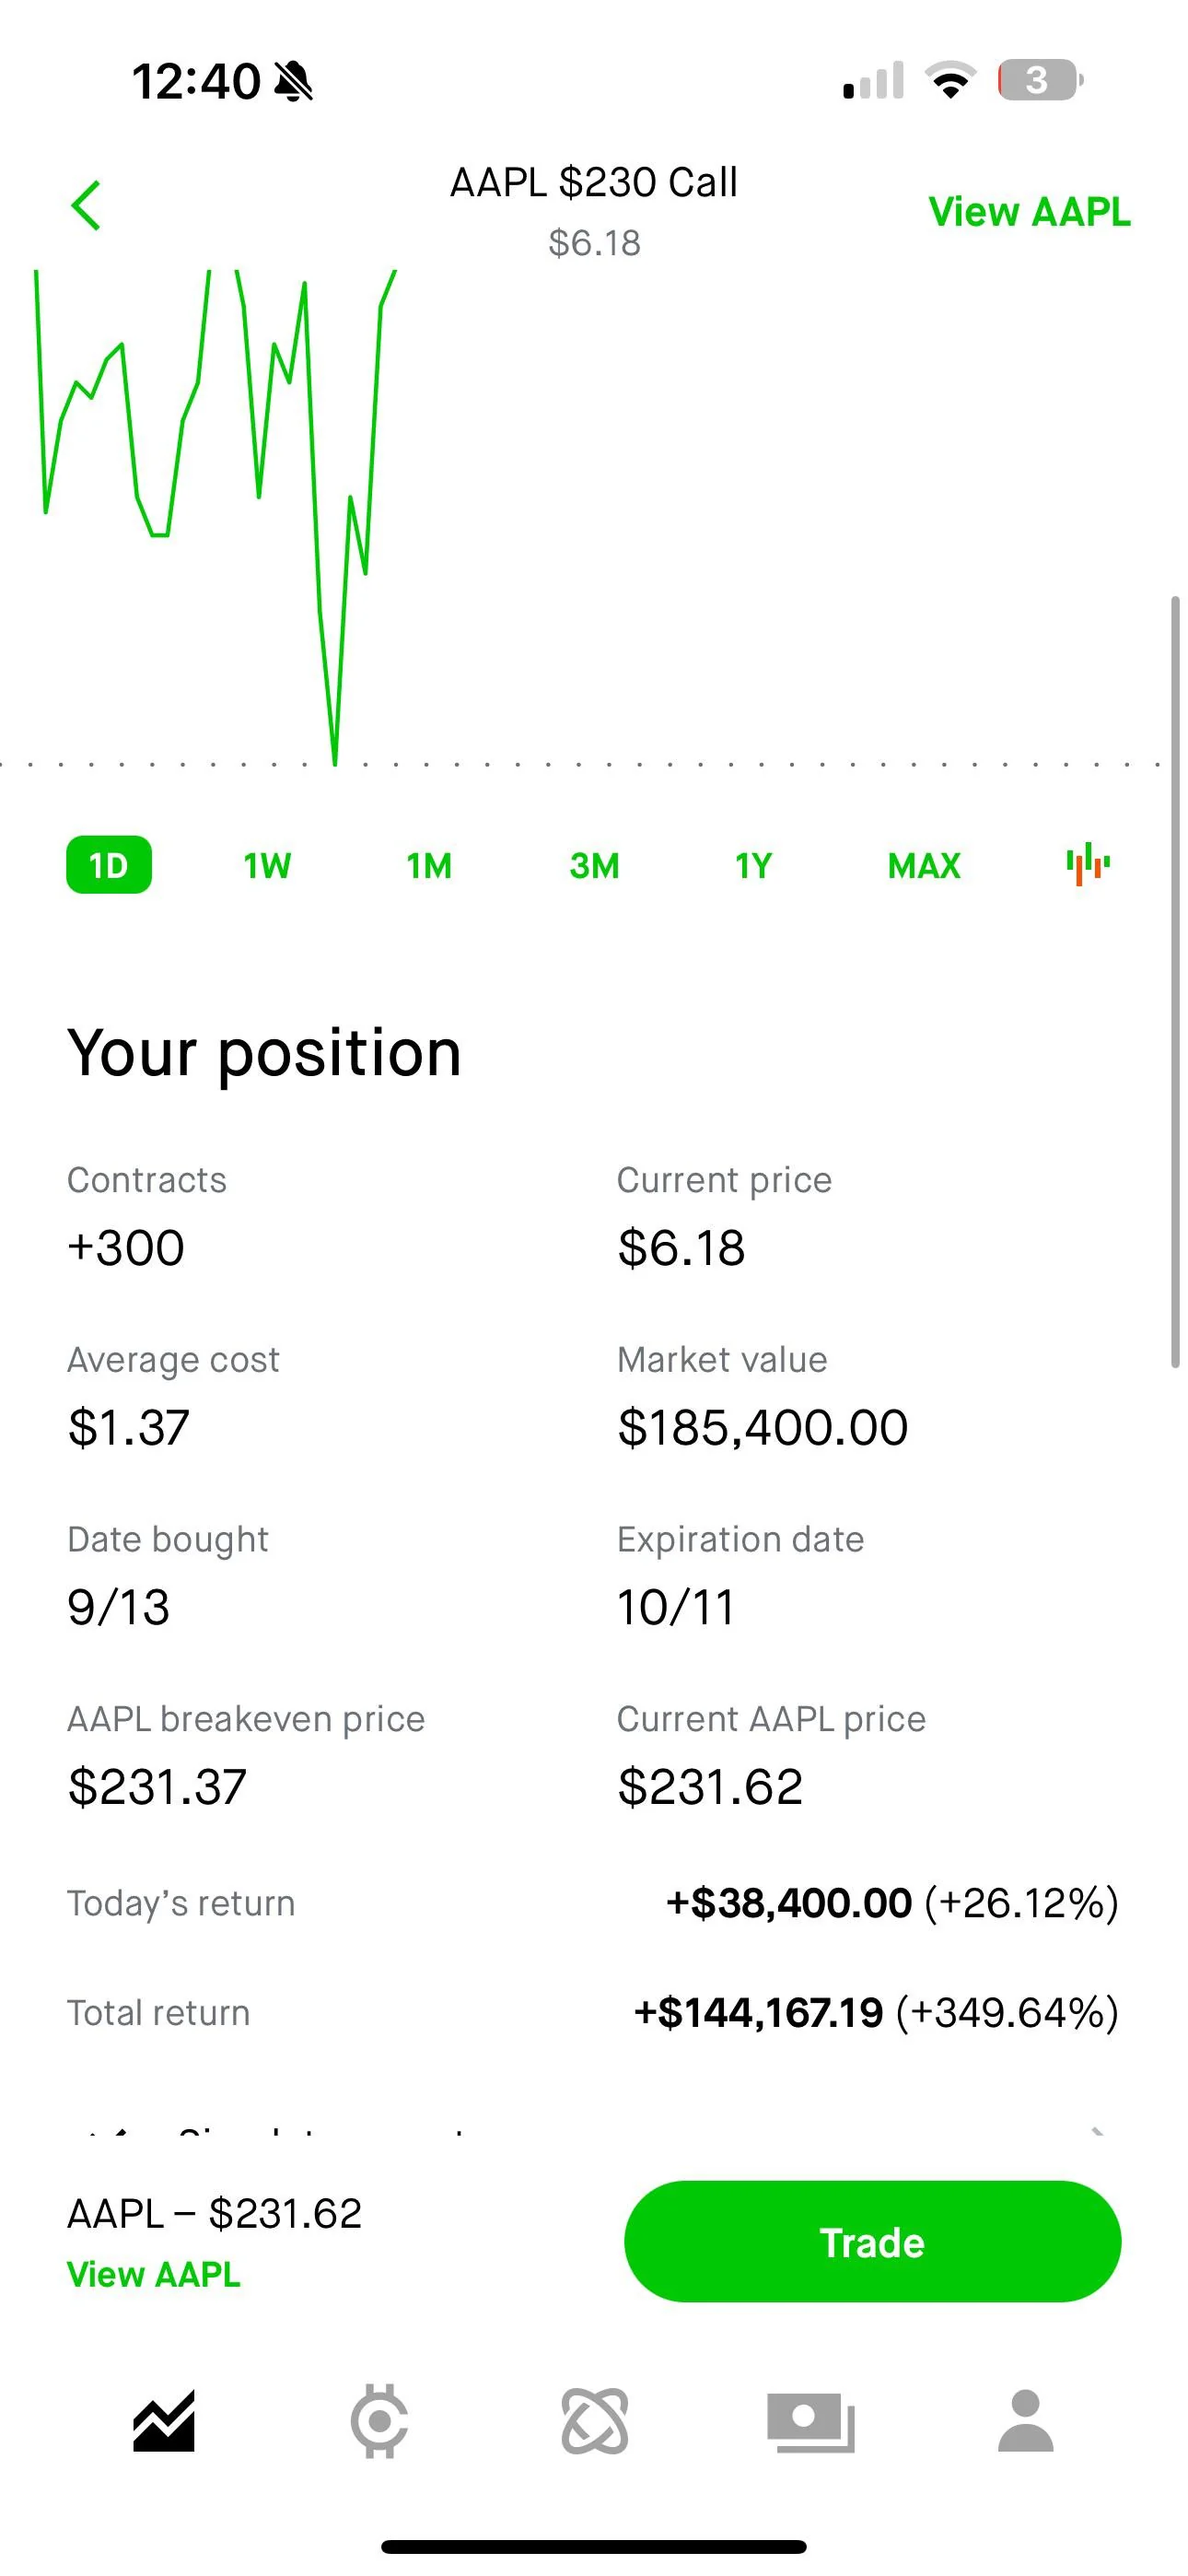 12:40
3
AAPL $230 Call
$6.18
View AAPL
1D 1W 1M 3M 1Y MAX
Your position
Contracts
+300
Current price
$6.18
Average cost
$1.37
Market value
$185,400.00
Date bought
9/13
Expiration date
10/11
AAPL breakeven price
$231.37
Current AAPL price
$231.62
Today’s return
+$38,400.00 (+26.12%)
Total return
+$144,167.19 (+349.64%)
AAPL – $231.62
View AAPL
Trade